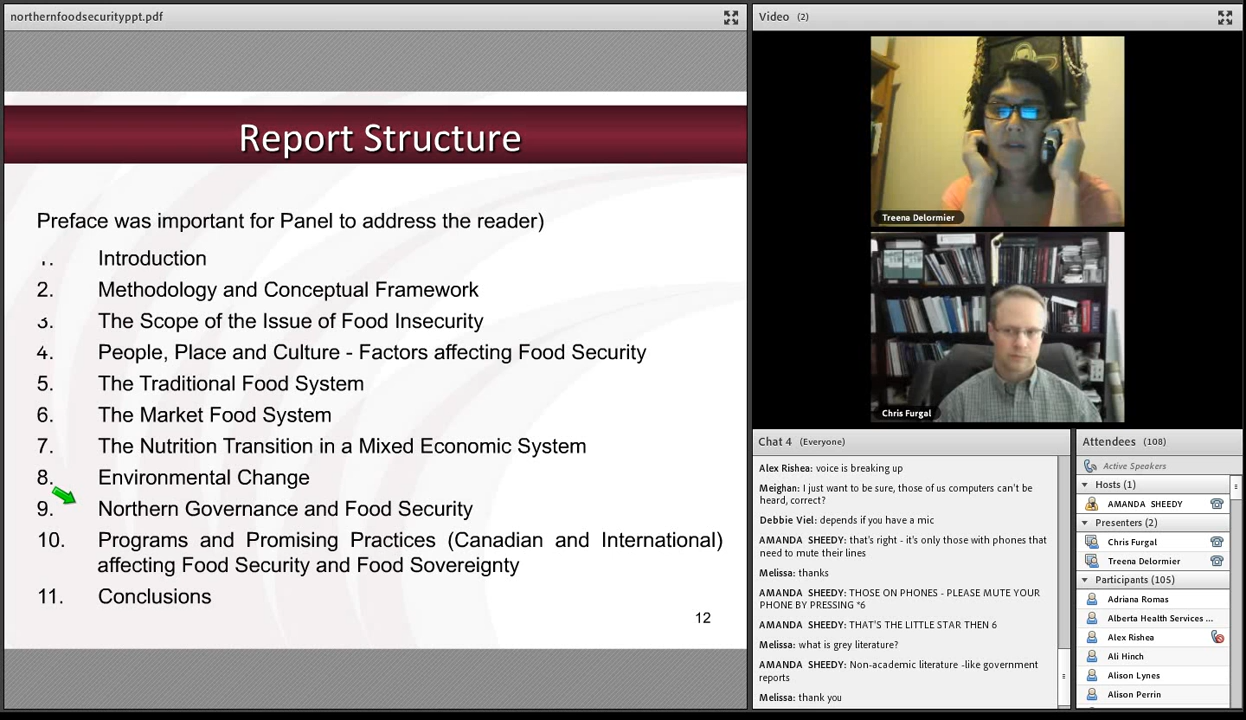 northernfoodsecurityppt.pdf
Report Structure
Preface was important for Panel to address the reader)
1. Introduction
2. Methodology and Conceptual Framework
3. The Scope of the Issue of Food Insecurity
4. People, Place and Culture - Factors affecting Food Security
5. The Traditional Food System
6. The Market Food System
7. The Nutrition Transition in a Mixed Economic System
8. Environmental Change
9. Northern Governance and Food Security
10. Programs and Promising Practices (Canadian and International)
affecting Food Security and Food Sovereignty
11. Conclusions
12
Video (2)
Treena Delormier
Chris Furgal
Chat 4 (Everyone)
Alex Rishea: voice is breaking up
Meighan: I just want to be sure, those of us computers can't be
heard, correct?
Debbie Viel: depends if you have a mic
AMANDA SHEEDY: that's right - it's only those with phones that
need to mute their lines
Melissa: thanks
AMANDA SHEEDY: THOSE ON PHONES - PLEASE MUTE YOUR
PHONE BY PRESSING *6
AMANDA SHEEDY: THAT'S THE LITTLE STAR THEN 6
Melissa: what is grey literature?
AMANDA SHEEDY: Non-academic literature -like government
reports
Melissa: thank you
Attendees (108)
Active Speakers
Hosts (1)
AMANDA SHEEDY
Presenters (2)
Chris Furgal
Treena Delormier
Participants (105)
Adriana Romas
Alberta Health Services ...
Alex Rishea
Ali Hinch
Alison Lynes
Alison Perrin